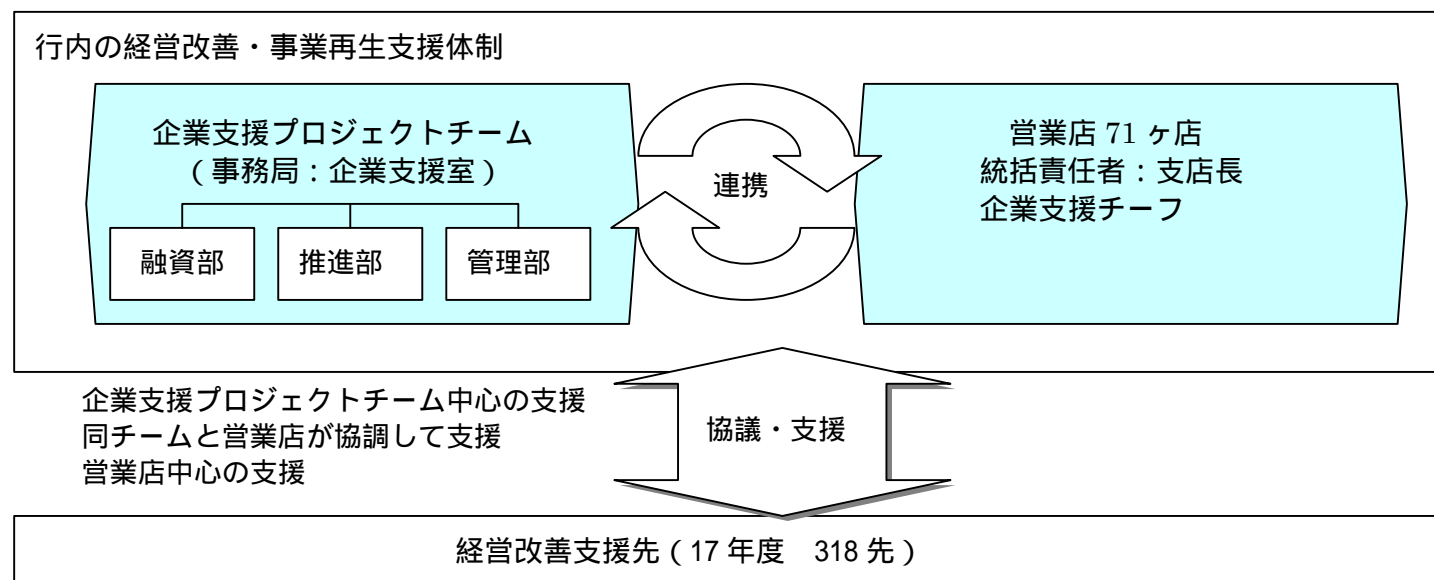 行内の経営改善・事業再生支援体制
企業支援プロジェクトチーム
（事務局：企業支援室）
融資部
推進部
管理部
連携
営業店 71 ヶ店
統括責任者：支店長
企業支援チーフ
企業支援プロジェクトチーム中心の支援
同チームと営業店が協調して支援
営業店中心の支援
協議・支援
経営改善支援先（17 年度　318 先）